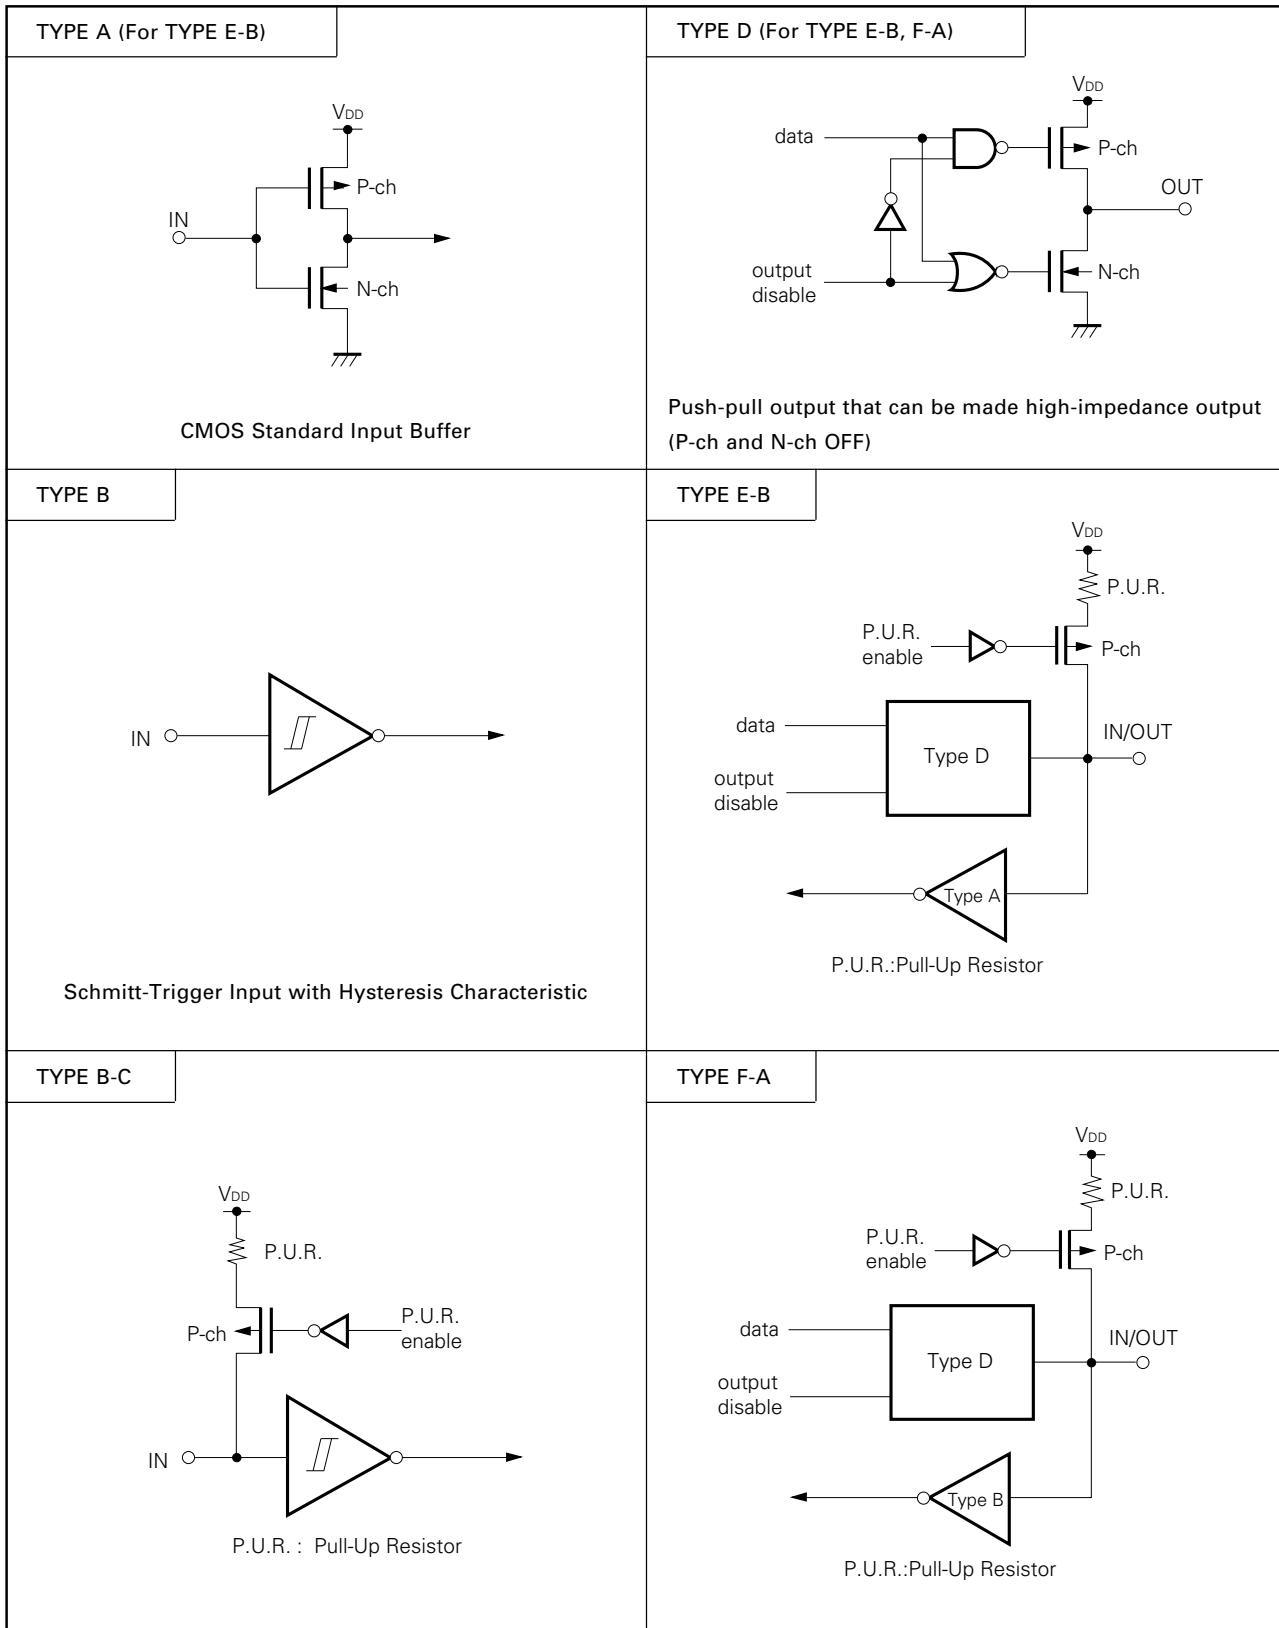 TYPE A (For TYPE E-B)
VDD
P-ch
IN
N-ch
CMOS Standard Input Buffer
TYPE D (For TYPE E-B, F-A)
VDD
data
P-ch
OUT
output
disable
N-ch
Push-pull output that can be made high-impedance output
(P-ch and N-ch OFF)
TYPE B
IN
Schmitt-Trigger Input with Hysteresis Characteristic
TYPE E-B
VDD
P.U.R.
P.U.R.
enable
P-ch
data
Type D
IN/OUT
output
disable
Type A
P.U.R.:Pull-Up Resistor
TYPE B-C
VDD
P.U.R.
P-ch
P.U.R.
enable
IN
P.U.R. : Pull-Up Resistor
TYPE F-A
VDD
P.U.R.
P.U.R.
enable
P-ch
data
Type D
IN/OUT
output
disable
Type B
P.U.R.:Pull-Up Resistor